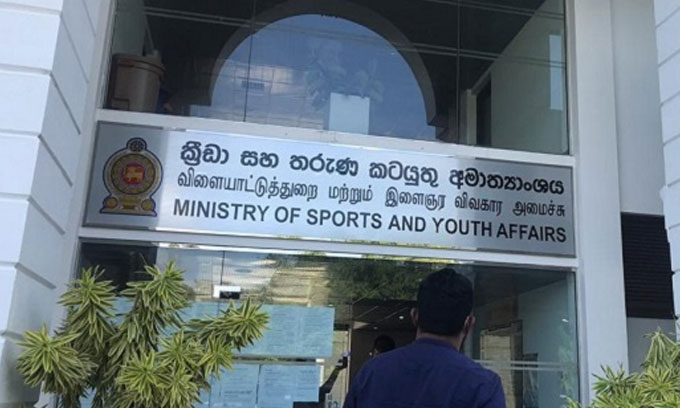 ක්‍රීඩා සහ තරුණ කටයුතු අමාත්‍යාංශය
விளையாட்டுத்துறை மற்றும் இளைஞர் விவகார அமைச்சு
MINISTRY OF SPORTS AND YOUTH AFFAIRS